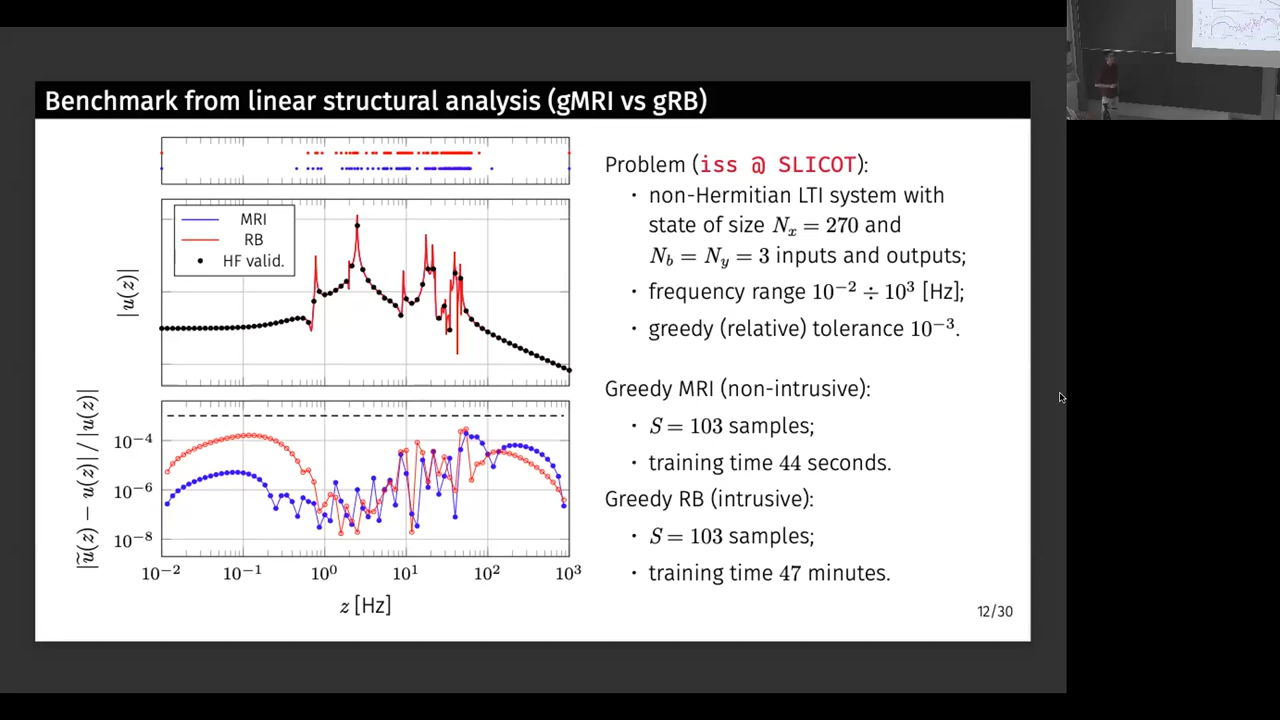 Benchmark from linear structural analysis (gMRI vs gRB)
MRI
RB
HF valid.
|u(z)|
|ũ(z) − u(z)| / |u(z)|
10⁻⁴
10⁻⁶
10⁻⁸
10⁻² 10⁻¹ 10⁰ 10¹ 10² 10³
z [Hz]
Problem (iss @ SLICOT):
· non-Hermitian LTI system with
state of size Nₓ = 270 and
N_b = N_y = 3 inputs and outputs;
· frequency range 10⁻² ÷ 10³ [Hz];
· greedy (relative) tolerance 10⁻³.
Greedy MRI (non-intrusive):
· S = 103 samples;
· training time 44 seconds.
Greedy RB (intrusive):
· S = 103 samples;
· training time 47 minutes.
12/30